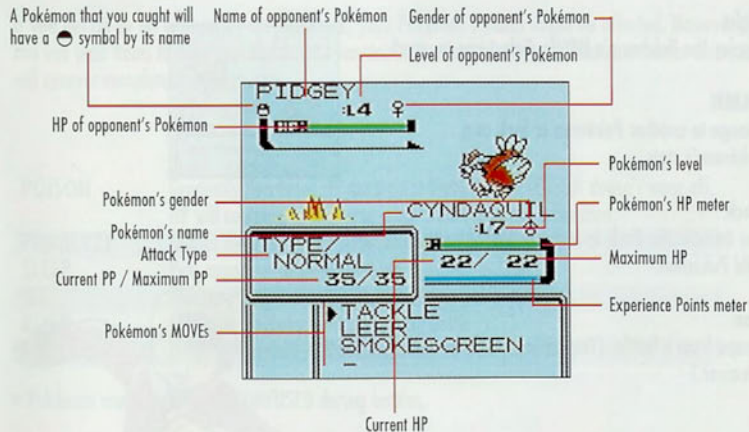 A Pokémon that you caught will
have a symbol by its name
Name of opponent's Pokémon
Gender of opponent's Pokémon
Level of opponent's Pokémon
HP of opponent's Pokémon
Pokémon's gender
Pokémon's name
Attack Type
Current PP / Maximum PP
Pokémon's MOVEs
PIDGEY
:L4 ♀
HP:
CYNDAQUIL
:L7 ♂
TYPE/
NORMAL
35/35
22/ 22
▶TACKLE
LEER
SMOKESCREEN
–
Pokémon's level
Pokémon's HP meter
Maximum HP
Experience Points meter
Current HP